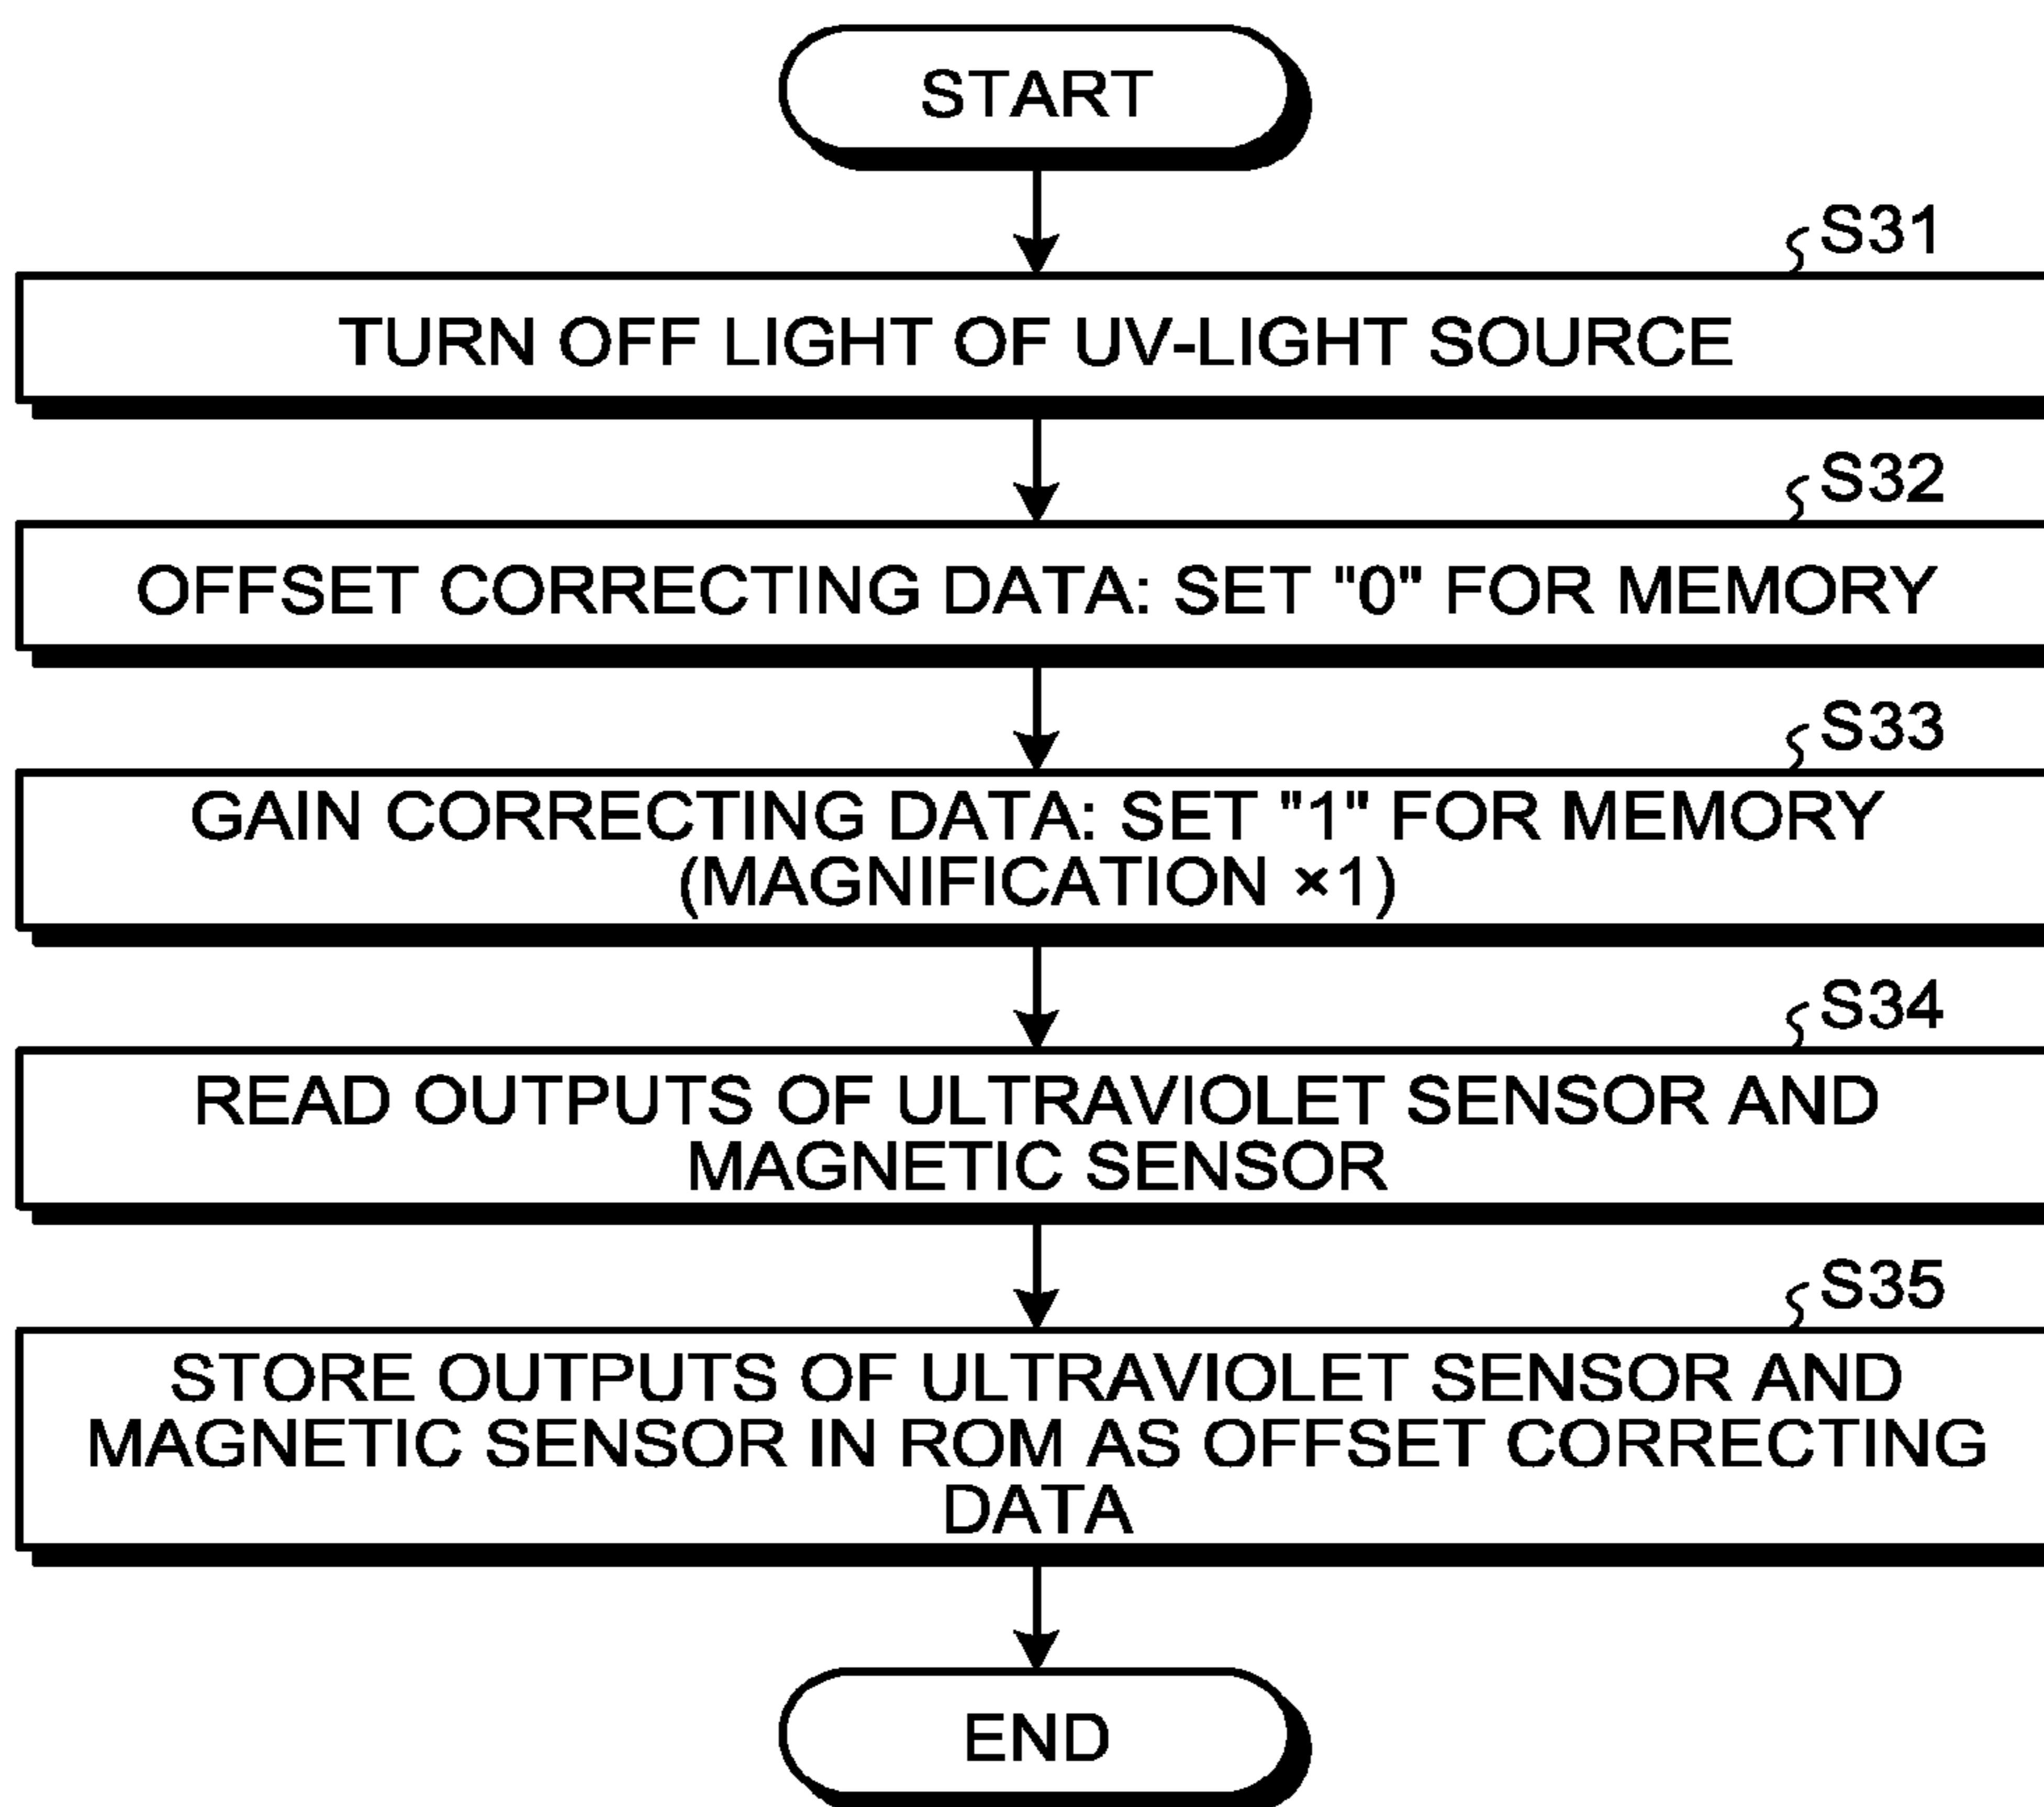 START
S31
TURN OFF LIGHT OF UV-LIGHT SOURCE
S32
OFFSET CORRECTING DATA: SET "0" FOR MEMORY
S33
GAIN CORRECTING DATA: SET "1" FOR MEMORY
(MAGNIFICATION ×1)
S34
READ OUTPUTS OF ULTRAVIOLET SENSOR AND
MAGNETIC SENSOR
S35
STORE OUTPUTS OF ULTRAVIOLET SENSOR AND
MAGNETIC SENSOR IN ROM AS OFFSET CORRECTING
DATA
END